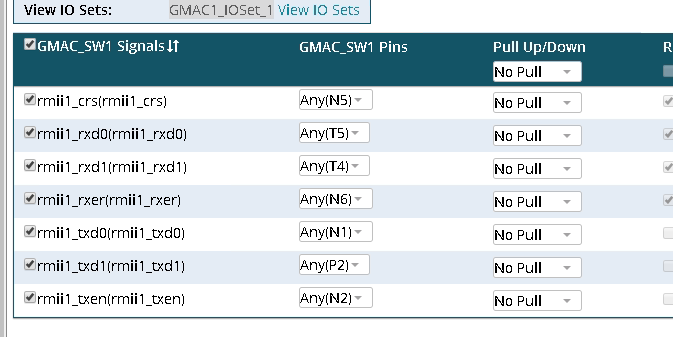 View IO Sets: GMAC1_IOSet_1 View IO Sets
GMAC_SW1 Signals GMAC_SW1 Pins Pull Up/Down R
No Pull
rmii1_crs(rmii1_crs) Any(N5) No Pull
rmii1_rxd0(rmii1_rxd0) Any(T5) No Pull
rmii1_rxd1(rmii1_rxd1) Any(T4) No Pull
rmii1_rxer(rmii1_rxer) Any(N6) No Pull
rmii1_txd0(rmii1_txd0) Any(N1) No Pull
rmii1_txd1(rmii1_txd1) Any(P2) No Pull
rmii1_txen(rmii1_txen) Any(N2) No Pull